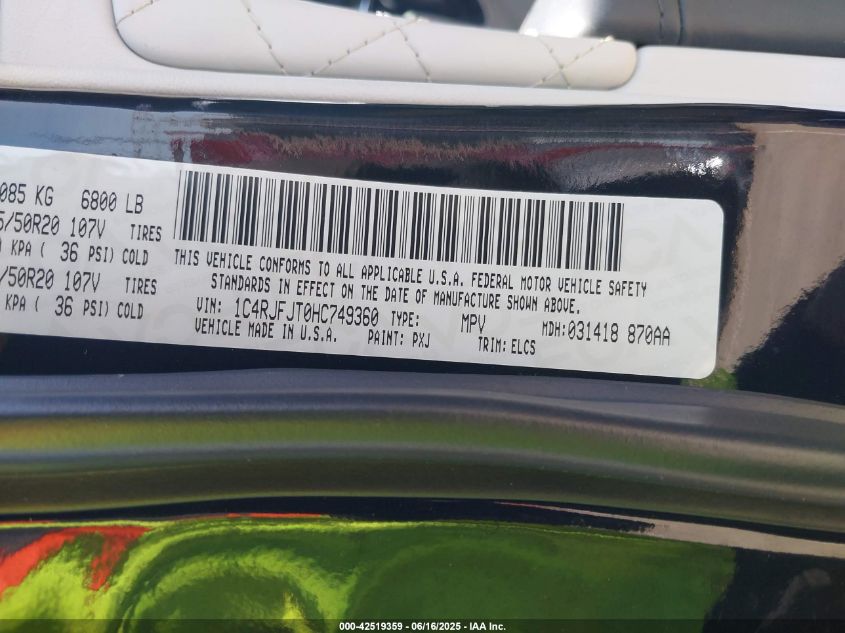 085 KG 6800 LB
5/50R20 107V TIRES
KPA ( 36 PSI) COLD
/50R20 107V TIRES
KPA ( 36 PSI) COLD
THIS VEHICLE CONFORMS TO ALL APPLICABLE U.S.A. FEDERAL MOTOR VEHICLE SAFETY
STANDARDS IN EFFECT ON THE DATE OF MANUFACTURE SHOWN ABOVE.
VIN: 1C4RJFJT0HC749360 TYPE: MPV MDH:031418 870AA
VEHICLE MADE IN U.S.A. PAINT: PXJ TRIM: ELC5
000-42519359 - 06/16/2025 - IAA Inc.